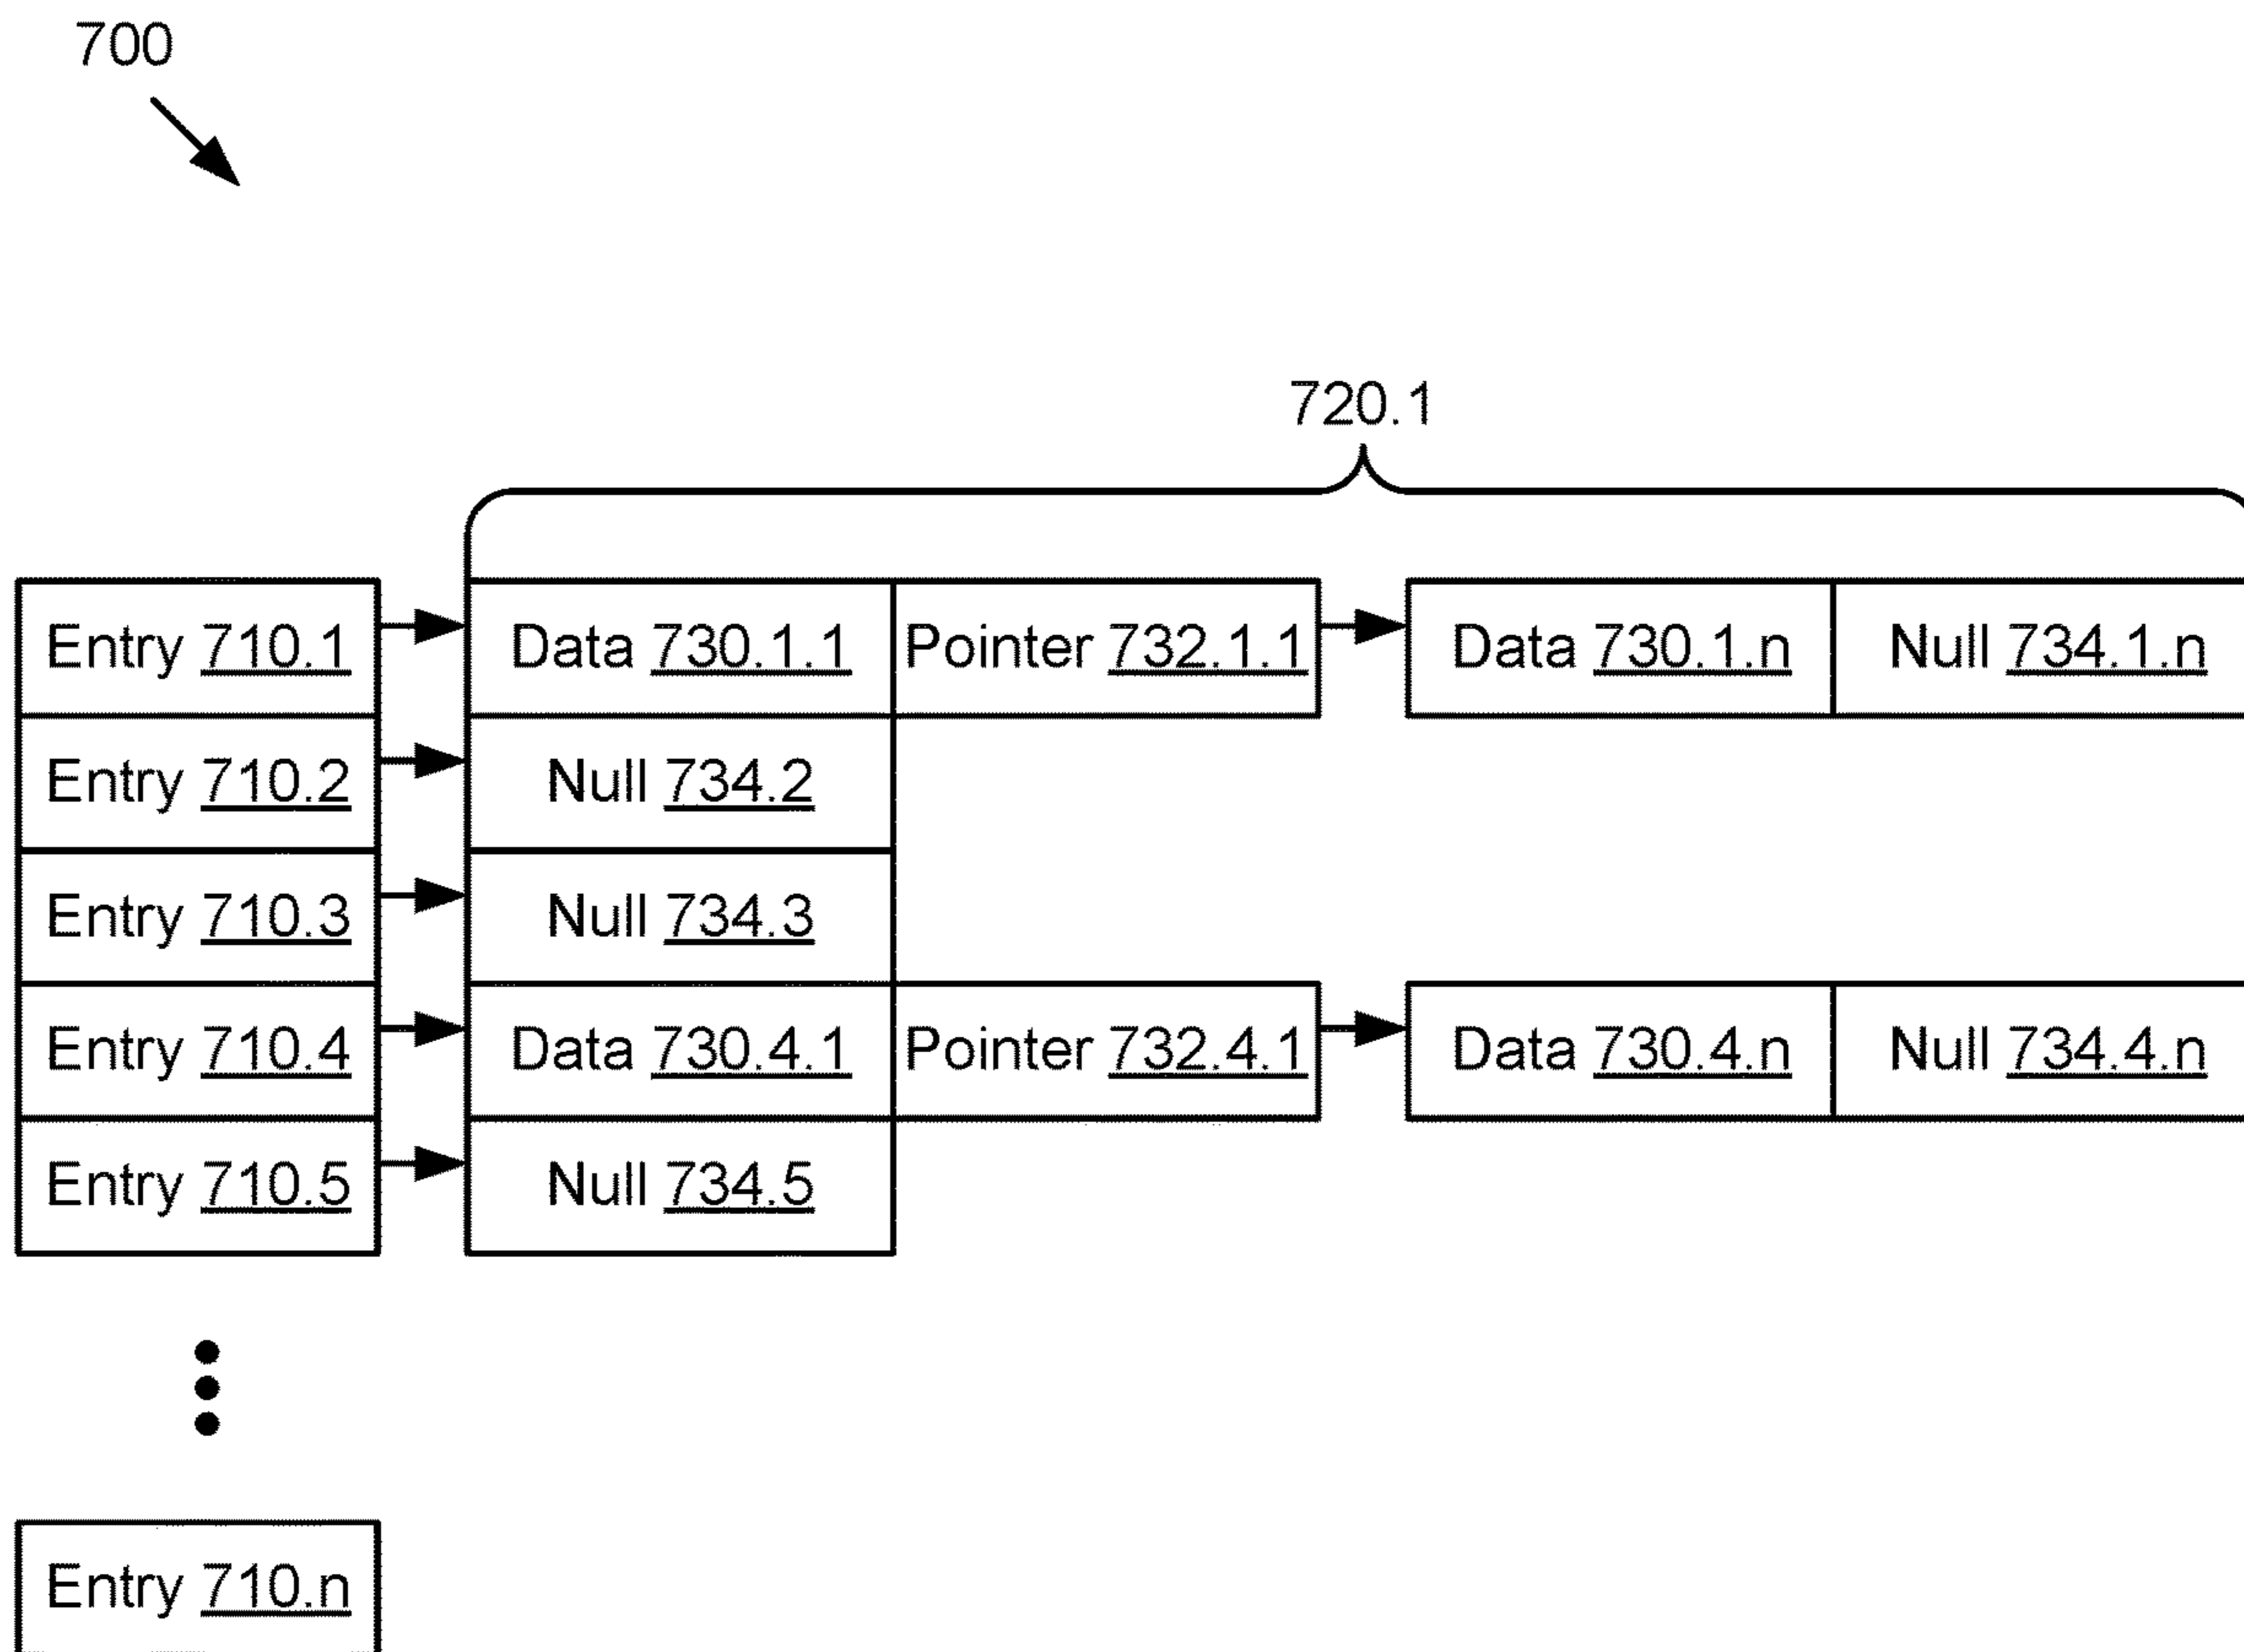 700
720.1
Entry 710.1 Data 730.1.1 Pointer 732.1.1 Data 730.1.n Null 734.1.n
Entry 710.2 Null 734.2
Entry 710.3 Null 734.3
Entry 710.4 Data 730.4.1 Pointer 732.4.1 Data 730.4.n Null 734.4.n
Entry 710.5 Null 734.5
Entry 710.n